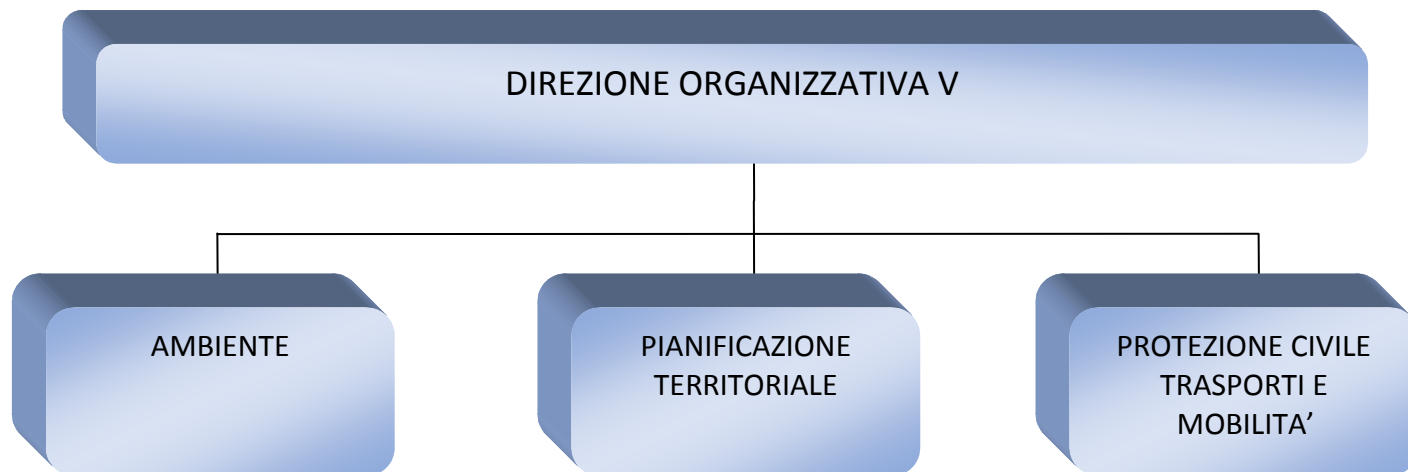 DIREZIONE ORGANIZZATIVA V
AMBIENTE
PIANIFICAZIONE
TERRITORIALE
PROTEZIONE CIVILE
TRASPORTI E
MOBILITA’